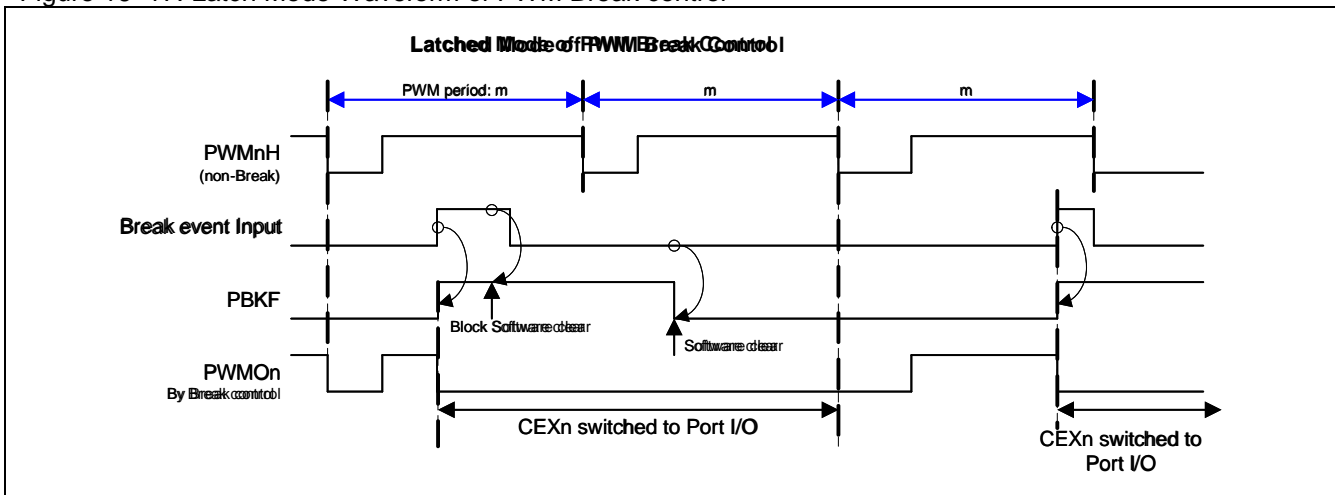 Figure Latch Mode Waveform of PWM Break control
Latched Mode of PWM Break Control
PWM period: m
m
m
PWMnH
(non-Break)
Break event Input
PBKF
Block Software clear
Software clear
PWMOn
By Break control
CEXn switched to Port I/O
CEXn switched to
Port I/O